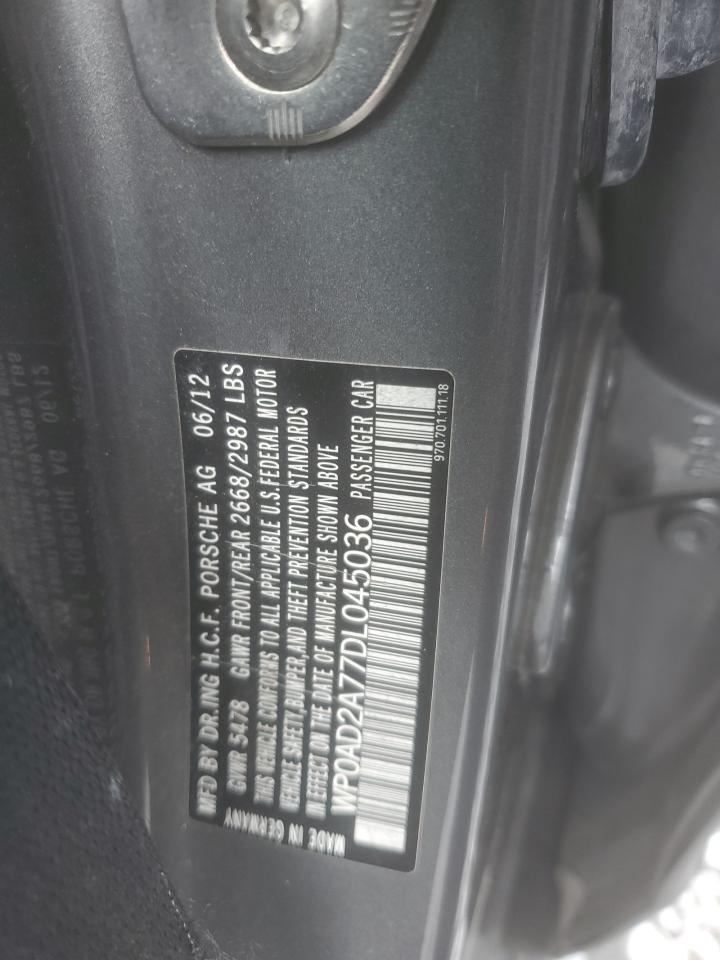 MFD BY DR.ING H.C.F. PORSCHE AG 06/12
GVWR 5478 GAWR FRONT/REAR 2668/2987 LBS
THIS VEHICLE CONFORMS TO ALL APPLICABLE U.S. FEDERAL MOTOR
VEHICLE SAFETY, BUMPER, AND THEFT PREVENTION STANDARDS
IN EFFECT ON THE DATE OF MANUFACTURE SHOWN ABOVE
MADE IN GERMANY WP0AD2A77DL045036 PASSENGER CAR
970.701.111.18